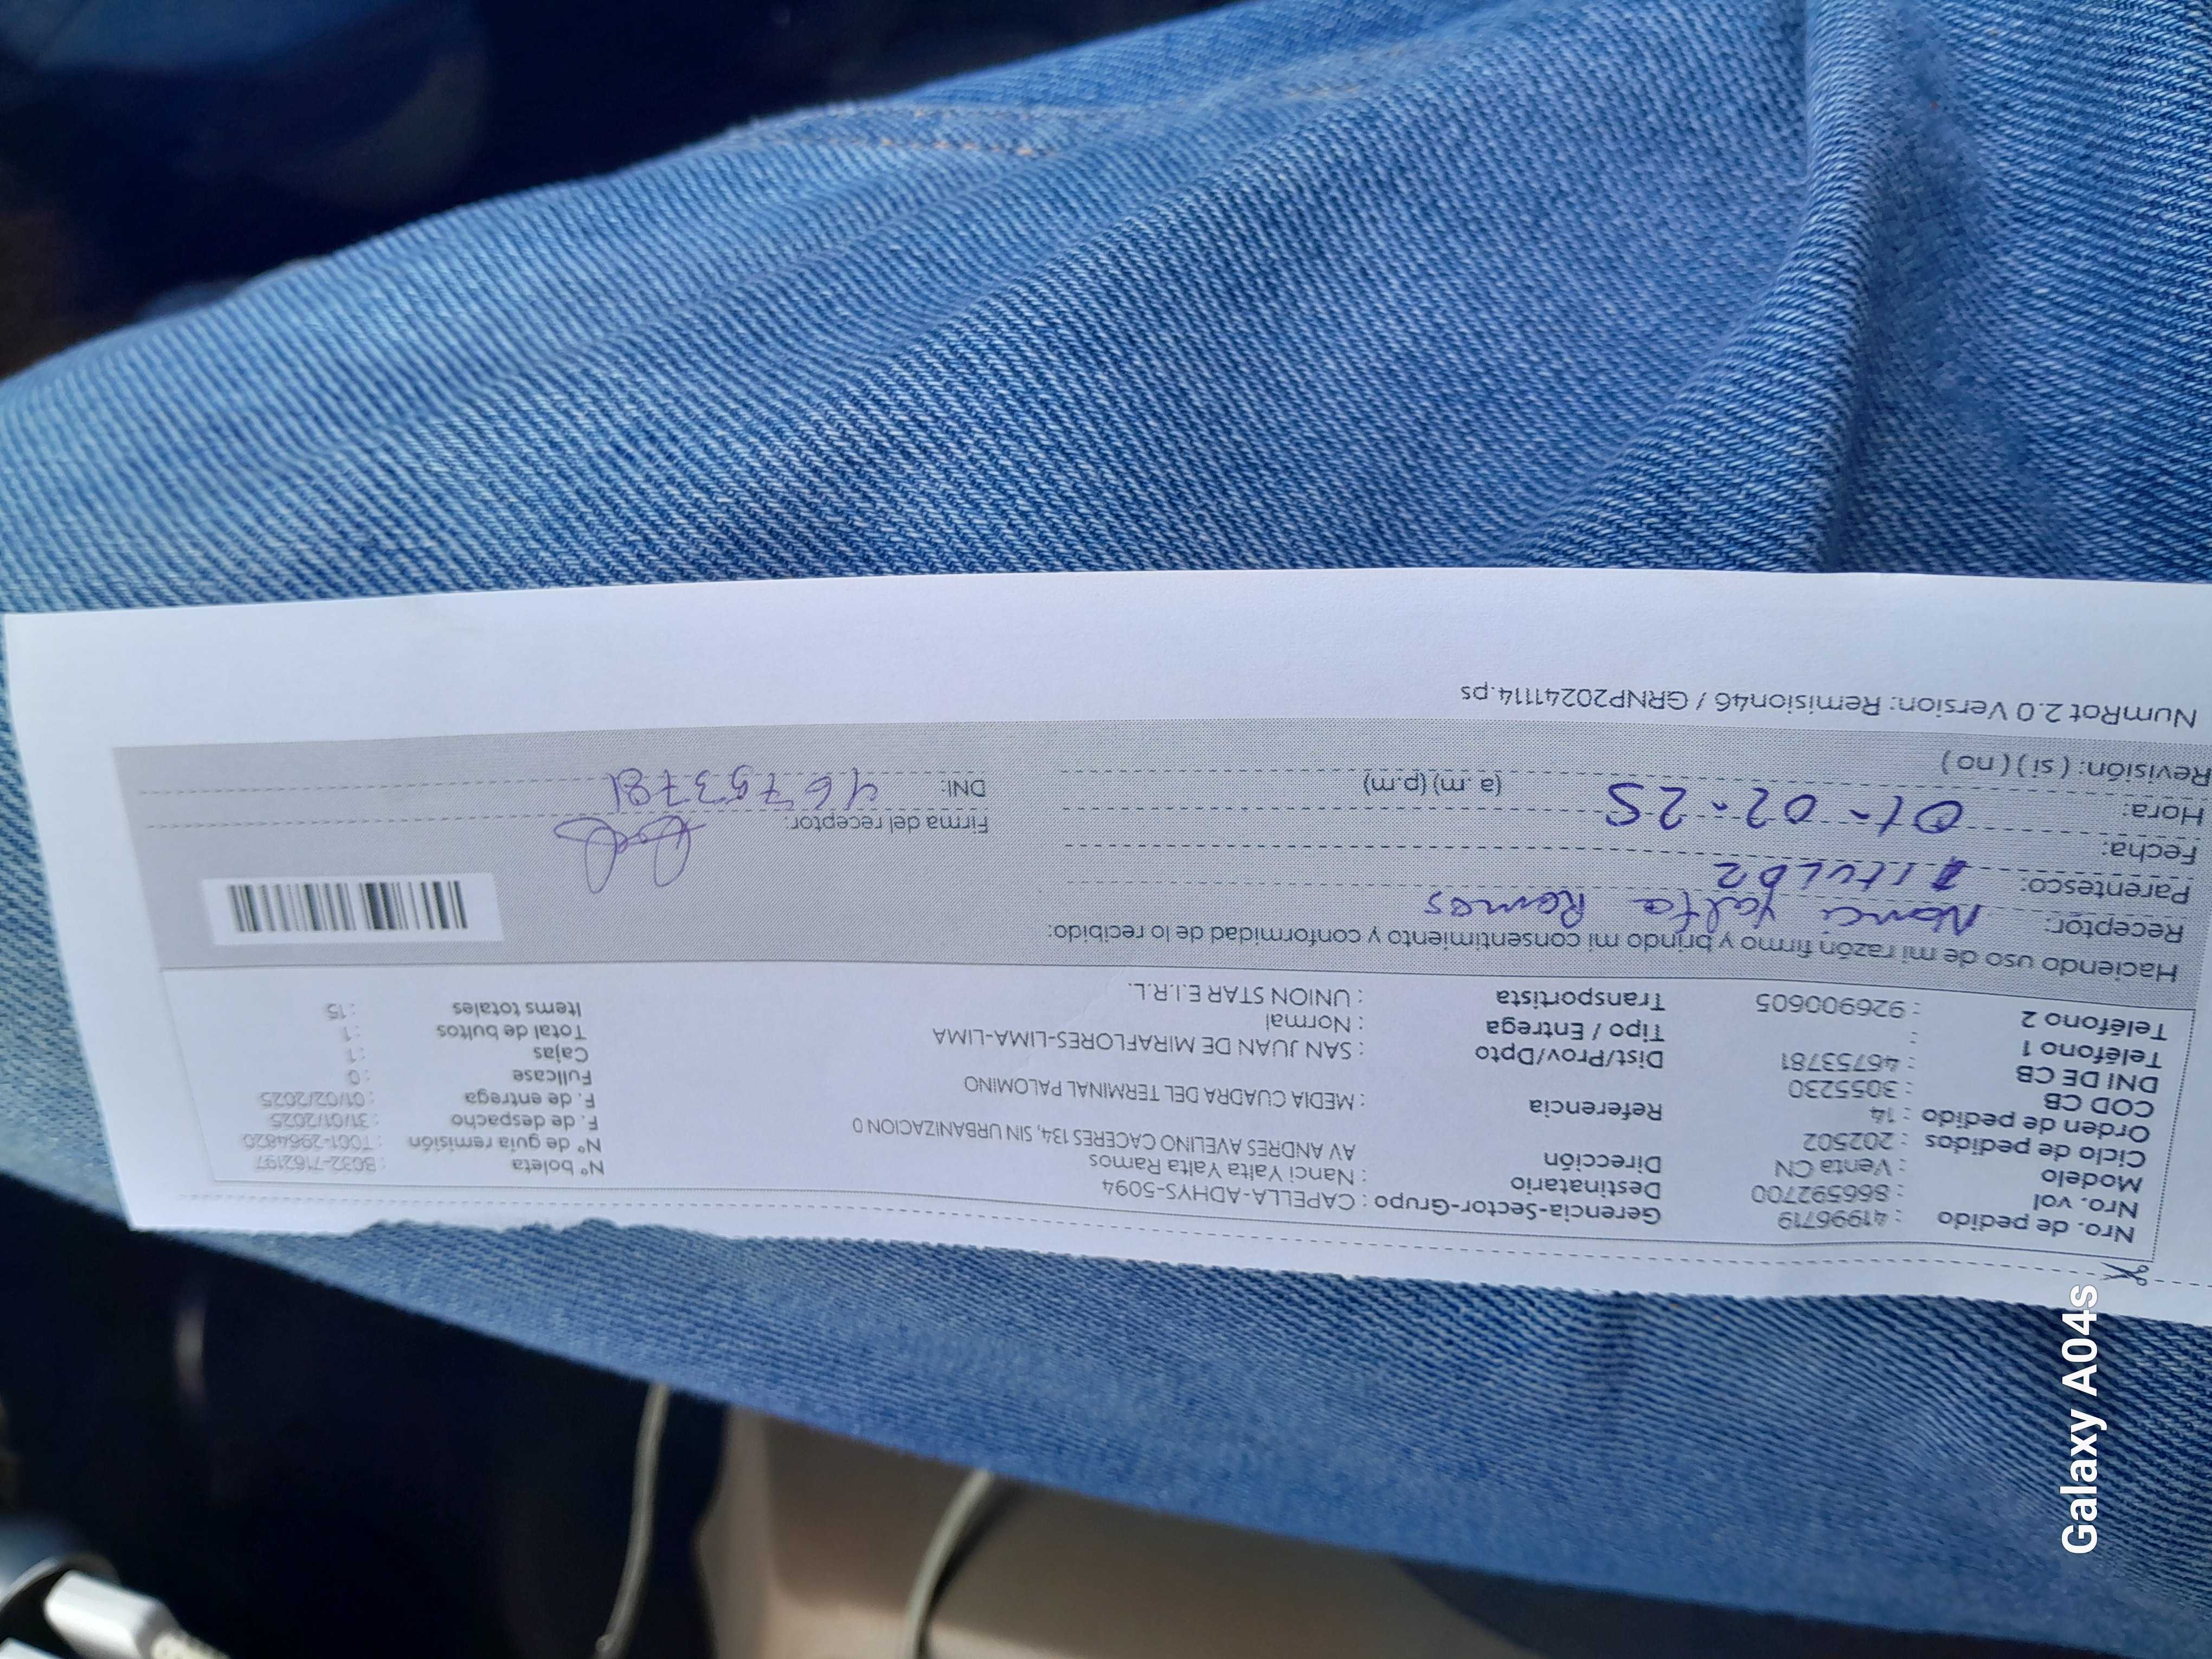 Nro. de pedido : 41996719
Nro. vol : 866592700
Modelo : Venta CN
Ciclo de pedidos : 202502
Orden de pedido : 14
COD CB : 3055230
DNI DE CB : 46753781
Teléfono 1 :
Teléfono 2 : 926900605
Gerencia-Sector-Grupo : CAPELLA-ADHYS-5094
Destinatario : Nanci Yalta Yalta Ramos
Dirección AV ANDRES AVELINO CACERES 134, SIN URBANIZACION 0
Referencia : MEDIA CUADRA DEL TERMINAL PALOMINO
Dist/Prov/Dpto : SAN JUAN DE MIRAFLORES-LIMA-LIMA
Tipo / Entrega : Normal
Transportista : UNION STAR E.I.R.L.
N° boleta : B032-7162197
N° de guia remisión : T001-2964820
F. de despacho : 31/01/2025
F. de entrega : 01/02/2025
Fullcase : 0
Cajas : 1
Total de bultos : 1
Items totales : 15
Haciendo uso de mi razón firmo y brindo mi consentimiento y conformidad de lo recibido:
Receptor: Nanci Yalta Ramos
Parentesco:
Fecha: 01-02-25
Hora: (a.m) (p.m)
Revisión: ( si ) ( no )
Firma del receptor:
DNI: 46753781
NumRot 2.0 Version: Remision46 / GRNP20241114.ps
Galaxy A04s